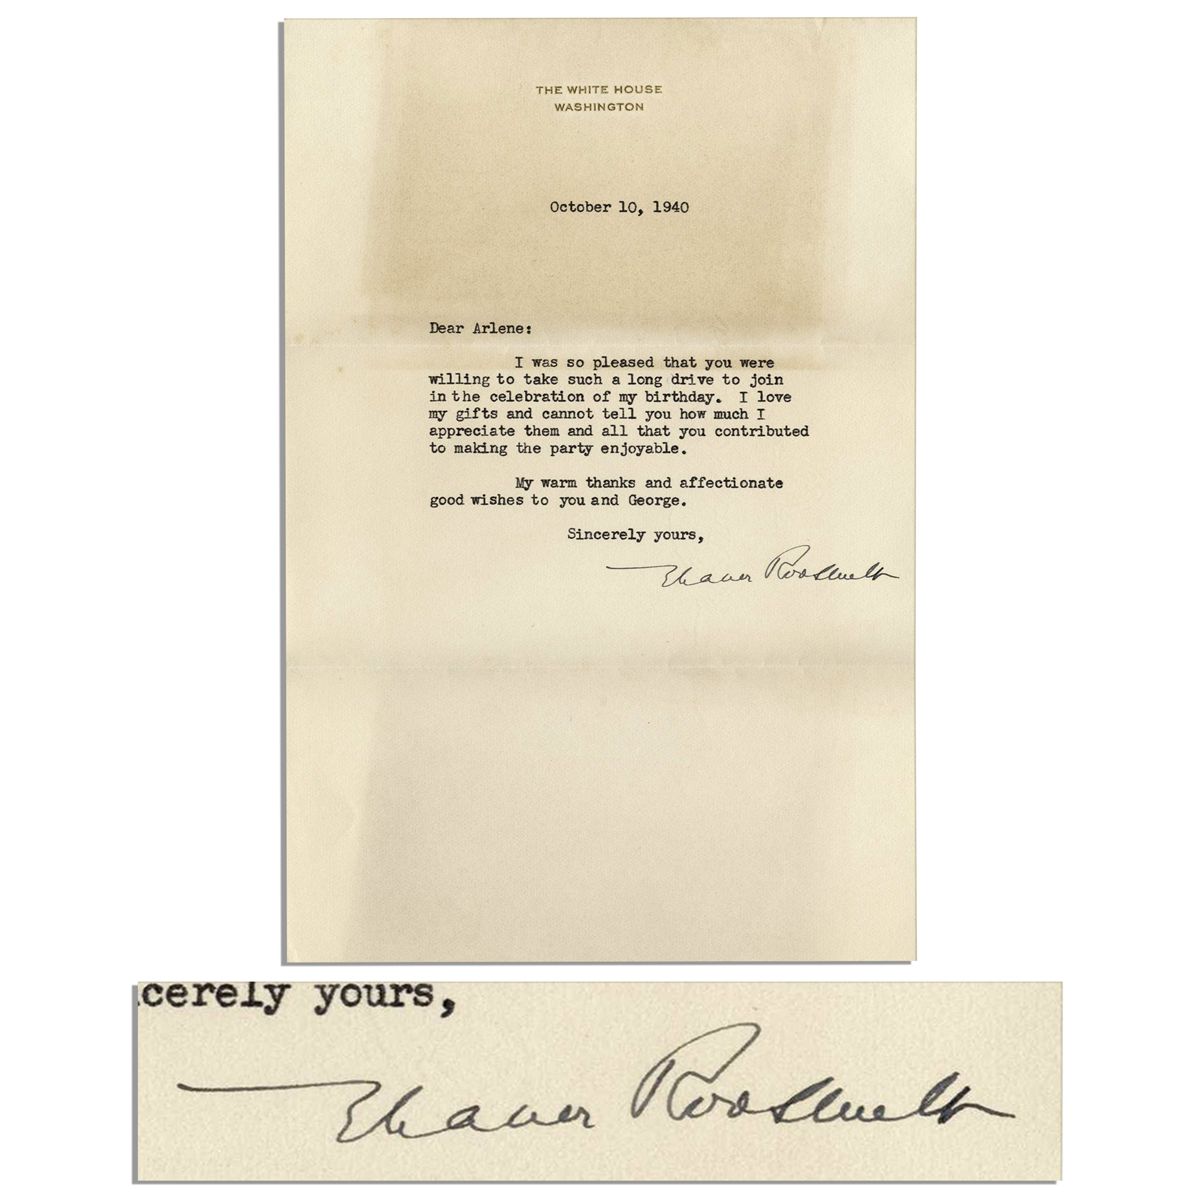 THE WHITE HOUSE
WASHINGTON
October 10, 1940
Dear Arlene:
I was so pleased that you were
willing to take such a long drive to join
in the celebration of my birthday. I love
my gifts and cannot tell you how much I
appreciate them and all that you contributed
to making the party enjoyable.
My warm thanks and affectionate
good wishes to you and George.
Sincerely yours,
Eleanor Roosevelt
cerely yours,
Eleanor Roosevelt